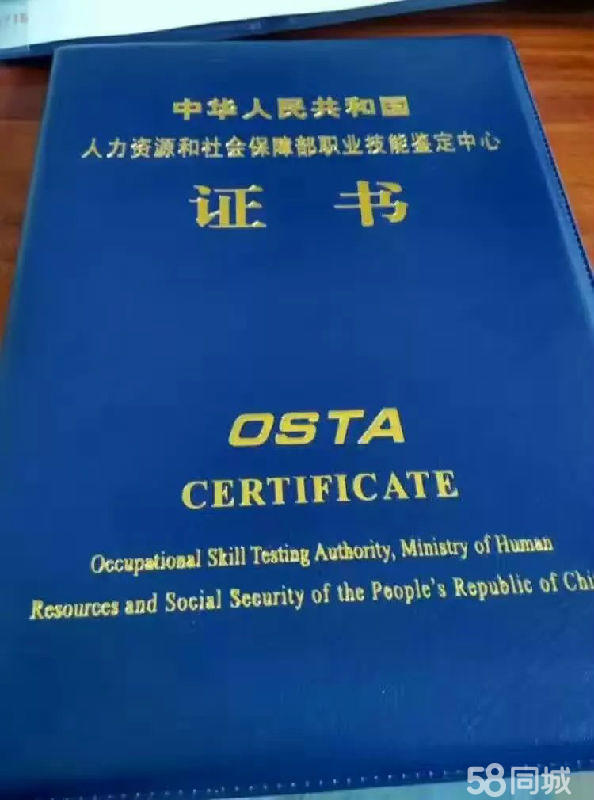 中华人民共和国
人力资源和社会保障部职业技能鉴定中心
证 书
OSTA
CERTIFICATE
Occupational Skill Testing Authority, Ministry of Human
Resources and Social Security of the People's Republic of Chi
58同城